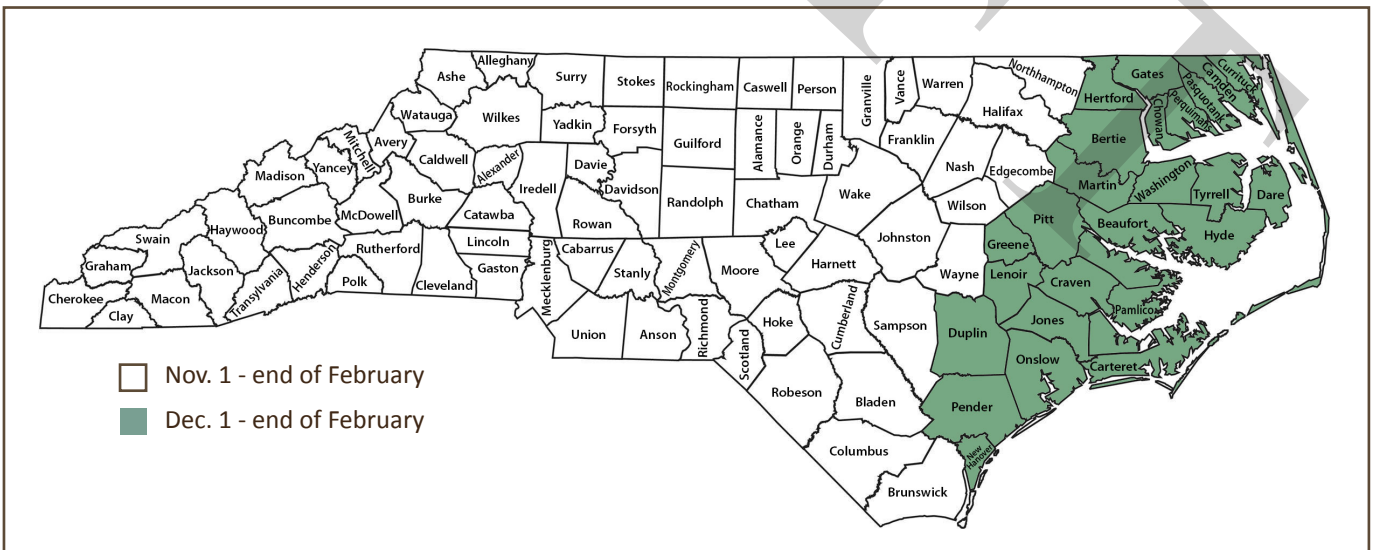 Alleghany
Ashe
Surry
Stokes
Rockingham
Caswell
Person
Granville
Vance
Warren
Northhampton
Gates
Currituck
Camden
Pasquotank
Perquimans
Chowan
Hertford
Halifax
Watauga
Wilkes
Yadkin
Forsyth
Guilford
Alamance
Orange
Durham
Franklin
Bertie
Mitchell
Avery
Caldwell
Alexander
Davie
Nash
Edgecombe
Madison
Yancey
Iredell
Davidson
Randolph
Chatham
Wake
Wilson
Martin
Washington
Tyrrell
Dare
Buncombe
McDowell
Burke
Catawba
Rowan
Pitt
Beaufort
Hyde
Swain
Haywood
Rutherford
Lincoln
Cabarrus
Lee
Johnston
Greene
Graham
Jackson
Transylvania
Henderson
Polk
Cleveland
Gaston
Mecklenburg
Stanly
Montgomery
Moore
Harnett
Wayne
Lenoir
Craven
Cherokee
Macon
Clay
Union
Anson
Richmond
Scotland
Hoke
Cumberland
Sampson
Duplin
Jones
Pamlico
Onslow
Carteret
Robeson
Bladen
Pender
Columbus
New
Hanover
Brunswick
Nov. 1 - end of February
Dec. 1 - end of February